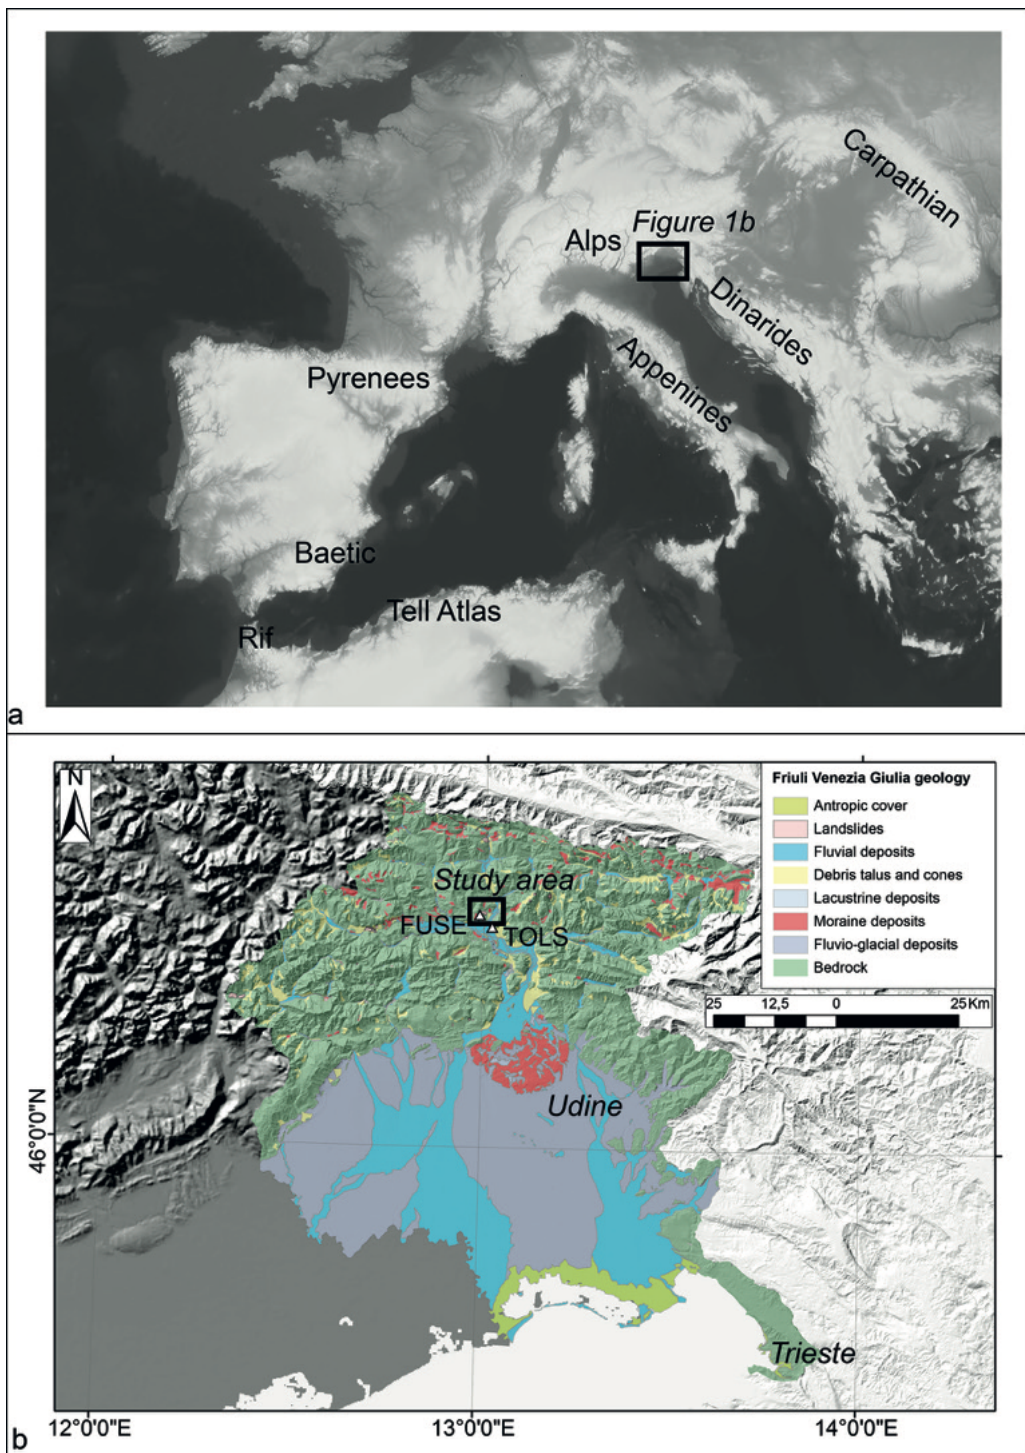 Carpathian
Figure 1b
Alps
Dinarides
Appenines
Pyrenees
Baetic
Tell Atlas
Rif
a
N
Friuli Venezia Giulia geology
Antropic cover
Landslides
Fluvial deposits
Debris talus and cones
Lacustrine deposits
Moraine deposits
Fluvio-glacial deposits
Bedrock
25 12,5 0 25 Km
Study area
FUSE
TOLS
Udine
46°0'0"N
Trieste
12°0'0"E 13°0'0"E 14°0'0"E
b